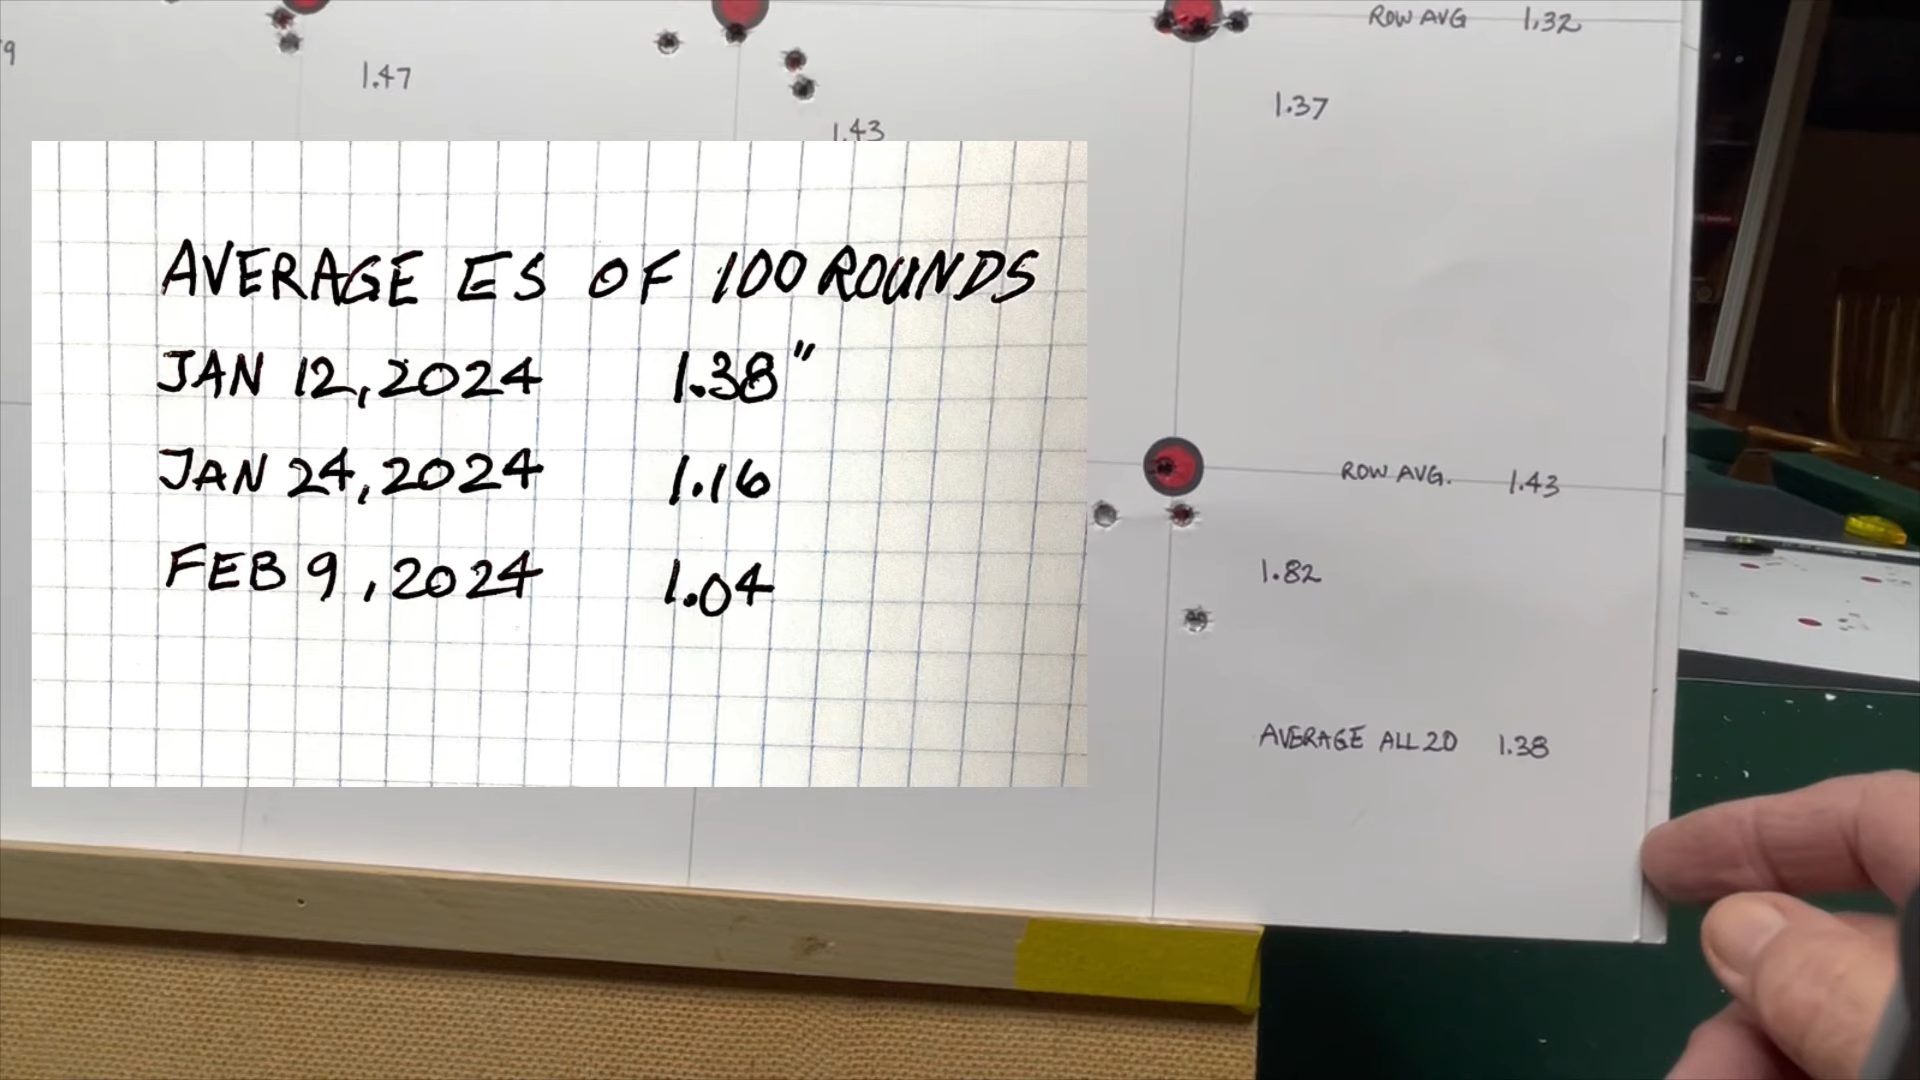 ROW AVG 1.32
9
1.47
1.37
1.43
AVERAGE ES OF 100 ROUNDS
JAN 12, 2024 1.38"
JAN 24, 2024 1.16
FEB 9, 2024 1.04
ROW AVG. 1.43
1.82
AVERAGE ALL 20 1.38